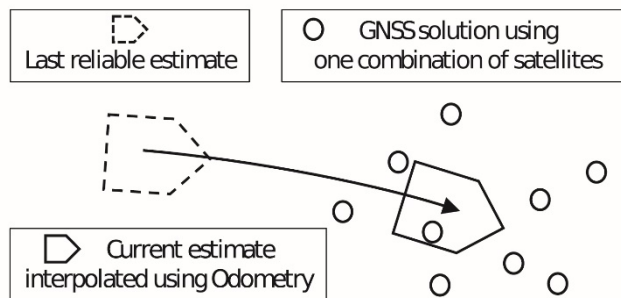 Last reliable estimate
GNSS solution using
one combination of satellites
Current estimate
interpolated using Odometry